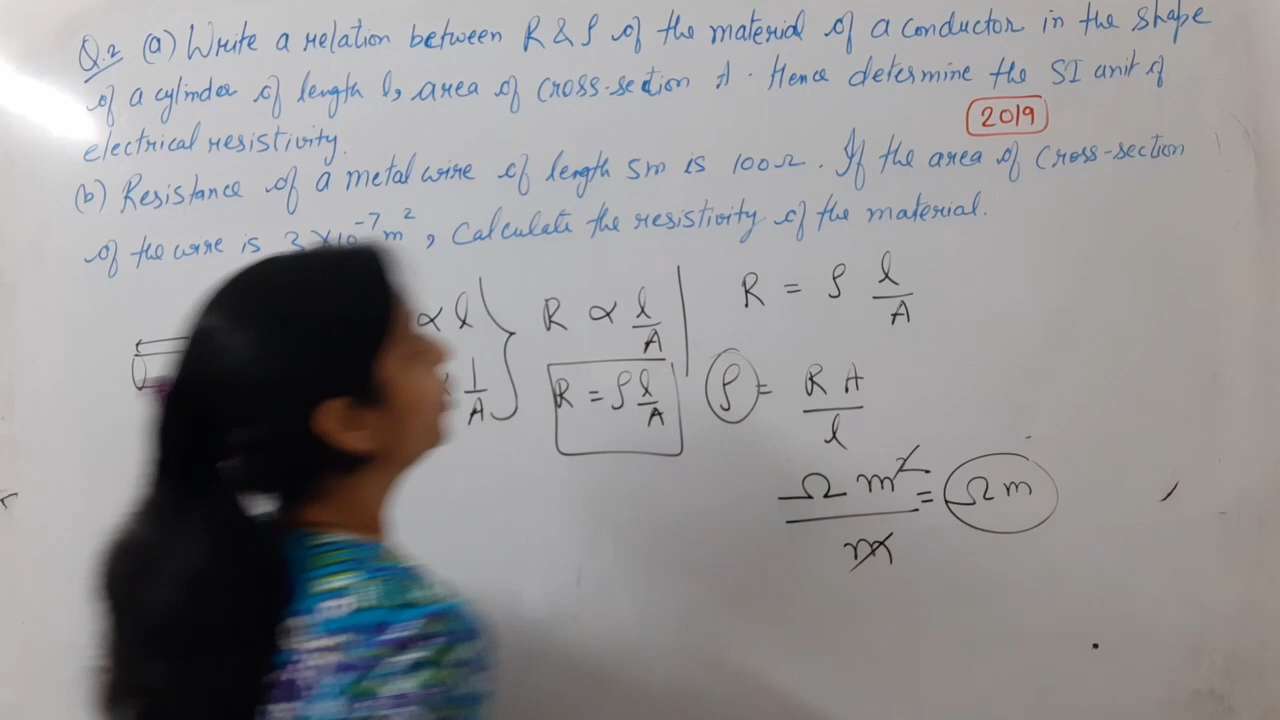 Q.2 (a) Write a relation between R & ρ of the material of a conductor in the shape
of a cylinder of length l, area of cross-section A. Hence determine the SI unit of
electrical resistivity.
2019
(b) Resistance of a metal wire of length 5m is 100Ω. If the area of cross-section
of the wire is 3×10⁻⁷m², Calculate the resistivity of the material.
∝ l
1/A
R ∝ l/A
R = ρ l/A
R = ρ l/A
ρ = R A/l
Ω m²/m = Ω m